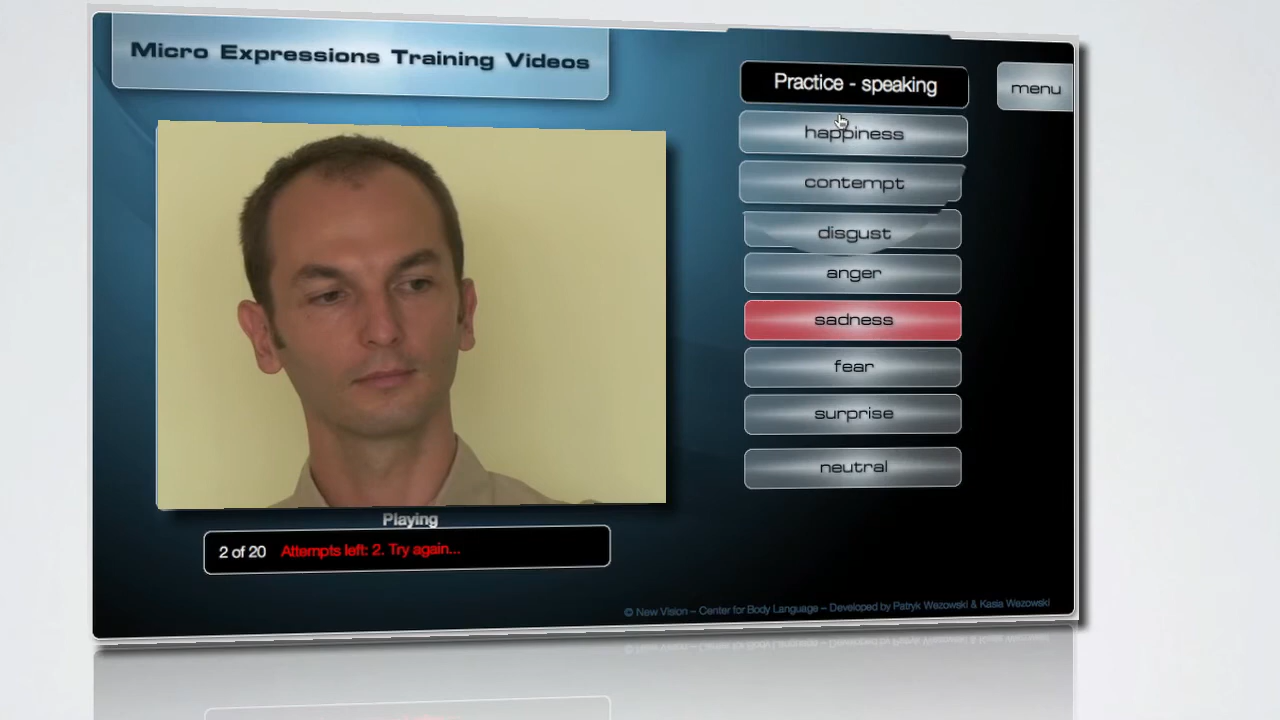 Micro Expressions Training Videos
Practice - speaking
menu
happiness
contempt
disgust
anger
sadness
fear
surprise
neutral
Playing
2 of 20 Attempts left: 2. Try again...
© New Vision – Center for Body Language – Developed by Patryk Wezowski & Kasia Wezowski